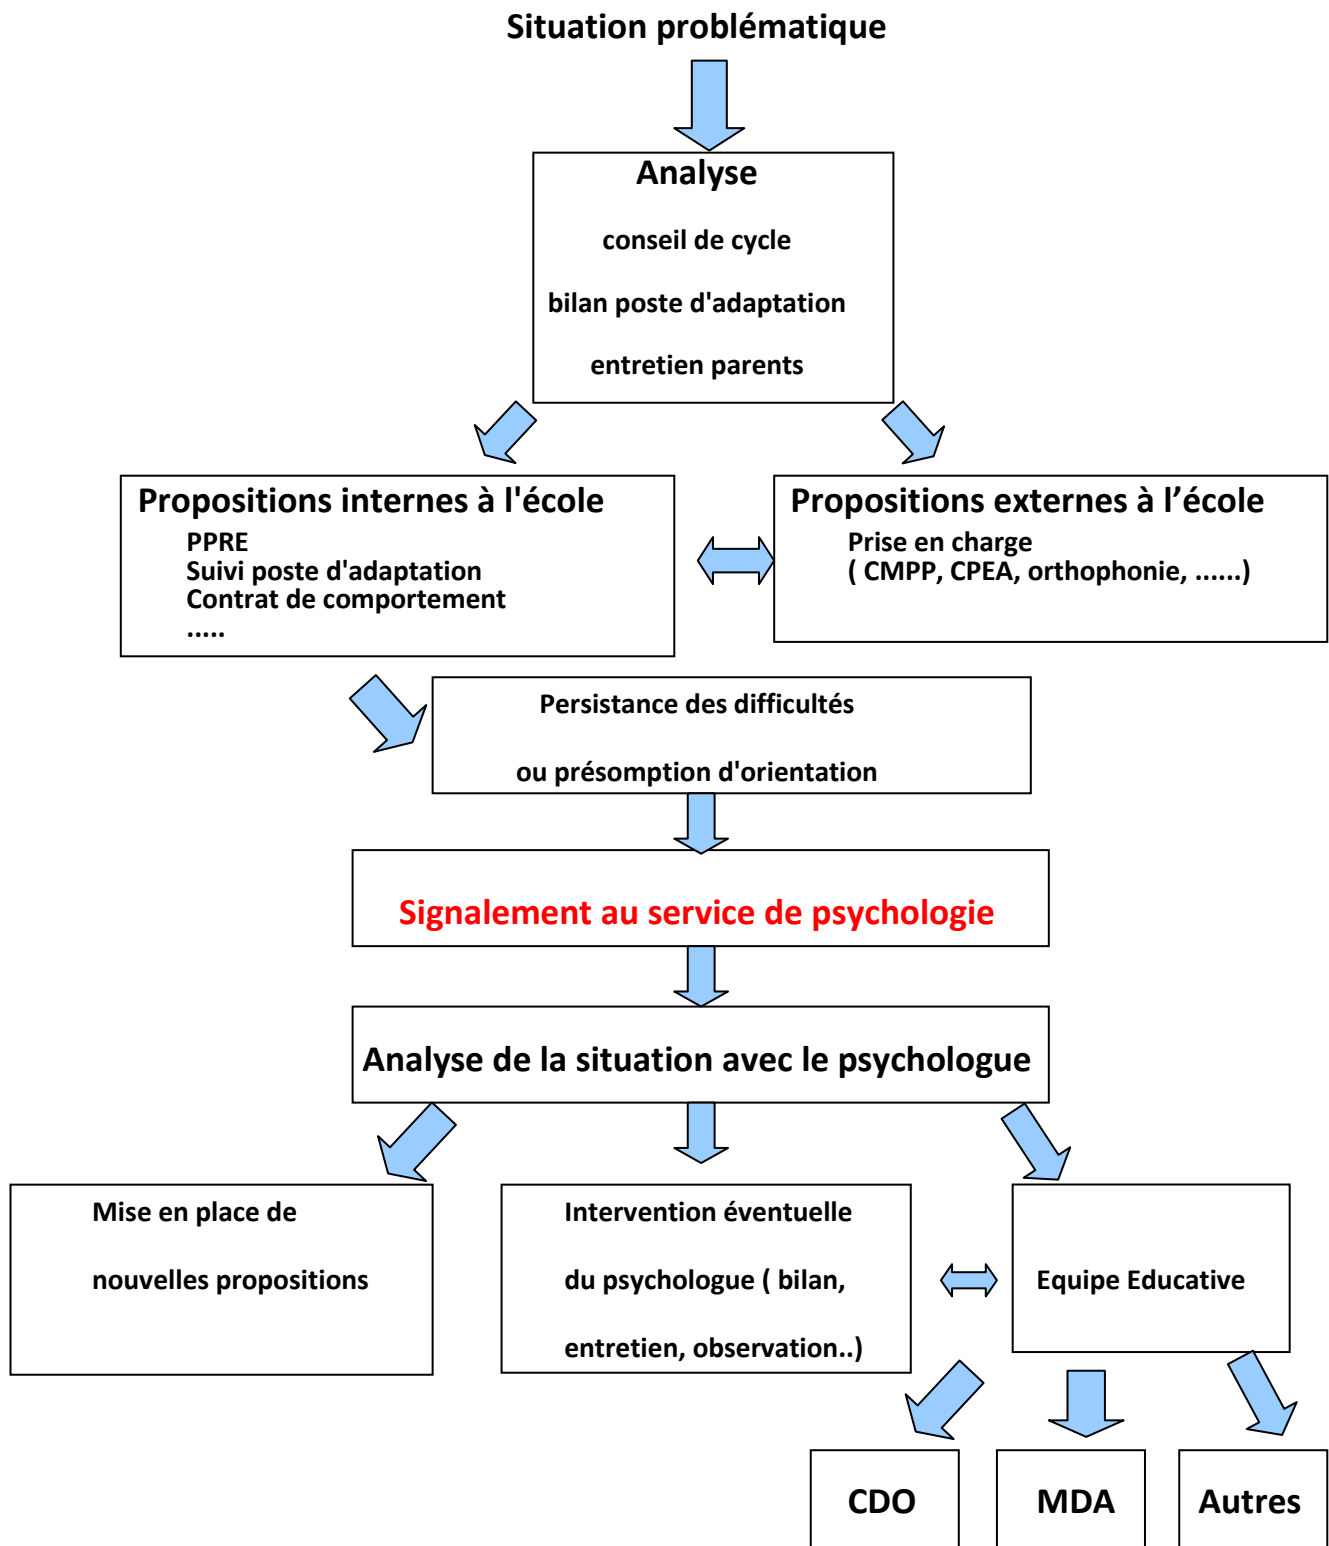 Situation problématique
Analyse
conseil de cycle
bilan poste d'adaptation
entretien parents
Propositions internes à l'école
PPRE
Suivi poste d'adaptation
Contrat de comportement
.....
Propositions externes à l’école
Prise en charge
( CMPP, CPEA, orthophonie, ......)
Persistance des difficultés
ou présomption d'orientation
Signalement au service de psychologie
Analyse de la situation avec le psychologue
Mise en place de
nouvelles propositions
Intervention éventuelle
du psychologue ( bilan,
entretien, observation..)
Equipe Educative
CDO
MDA
Autres